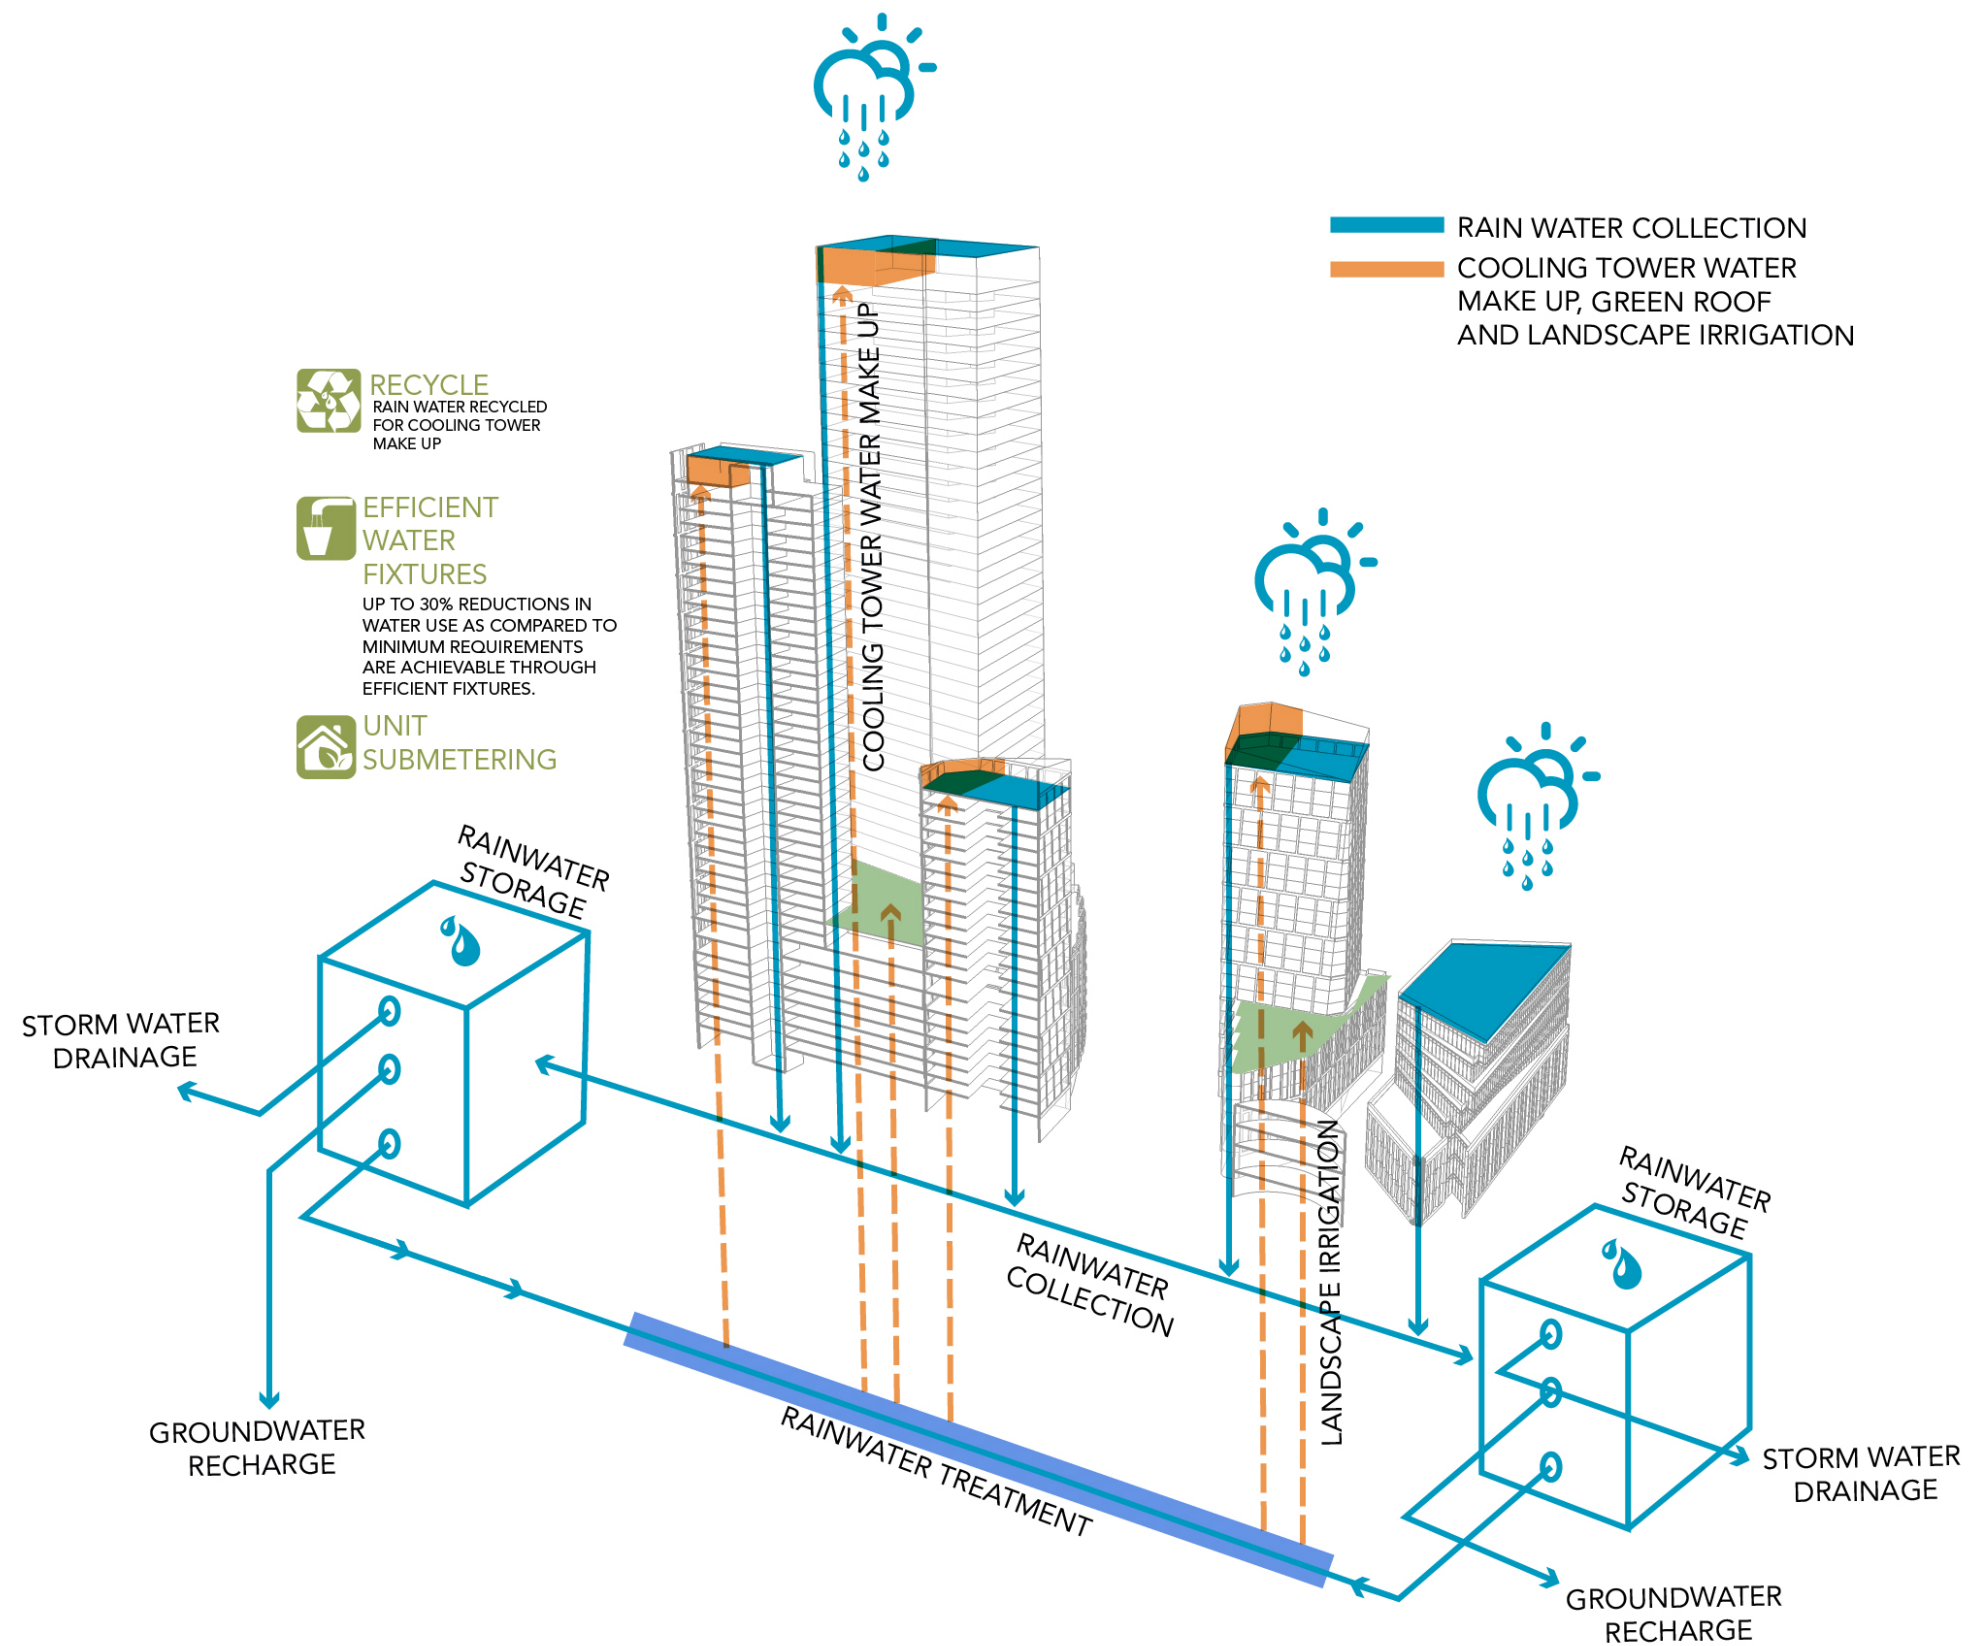 RAIN WATER COLLECTION
COOLING TOWER WATER
MAKE UP, GREEN ROOF
AND LANDSCAPE IRRIGATION
RECYCLE
RAIN WATER RECYCLED
FOR COOLING TOWER
MAKE UP
EFFICIENT
WATER
FIXTURES
UP TO 30% REDUCTIONS IN
WATER USE AS COMPARED TO
MINIMUM REQUIREMENTS
ARE ACHIEVABLE THROUGH
EFFICIENT FIXTURES.
UNIT
SUBMETERING
COOLING TOWER WATER MAKE UP
RAINWATER
STORAGE
STORM WATER
DRAINAGE
GROUNDWATER
RECHARGE
RAINWATER
COLLECTION
LANDSCAPE IRRIGATION
RAINWATER TREATMENT
RAINWATER
STORAGE
STORM WATER
DRAINAGE
GROUNDWATER
RECHARGE